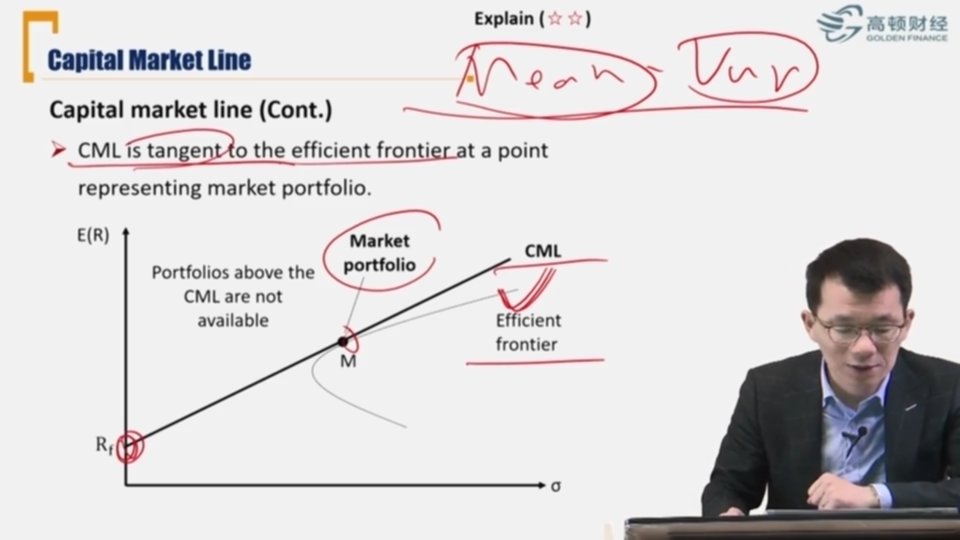 Explain (☆☆)
高顿财经
GOLDEN FINANCE
Capital Market Line
Mean - Var
Capital market line (Cont.)
CML is tangent to the efficient frontier at a point
representing market portfolio.
E(R)
Market
portfolio
CML
Portfolios above the
CML are not
available
Efficient
frontier
M
Rf
σ